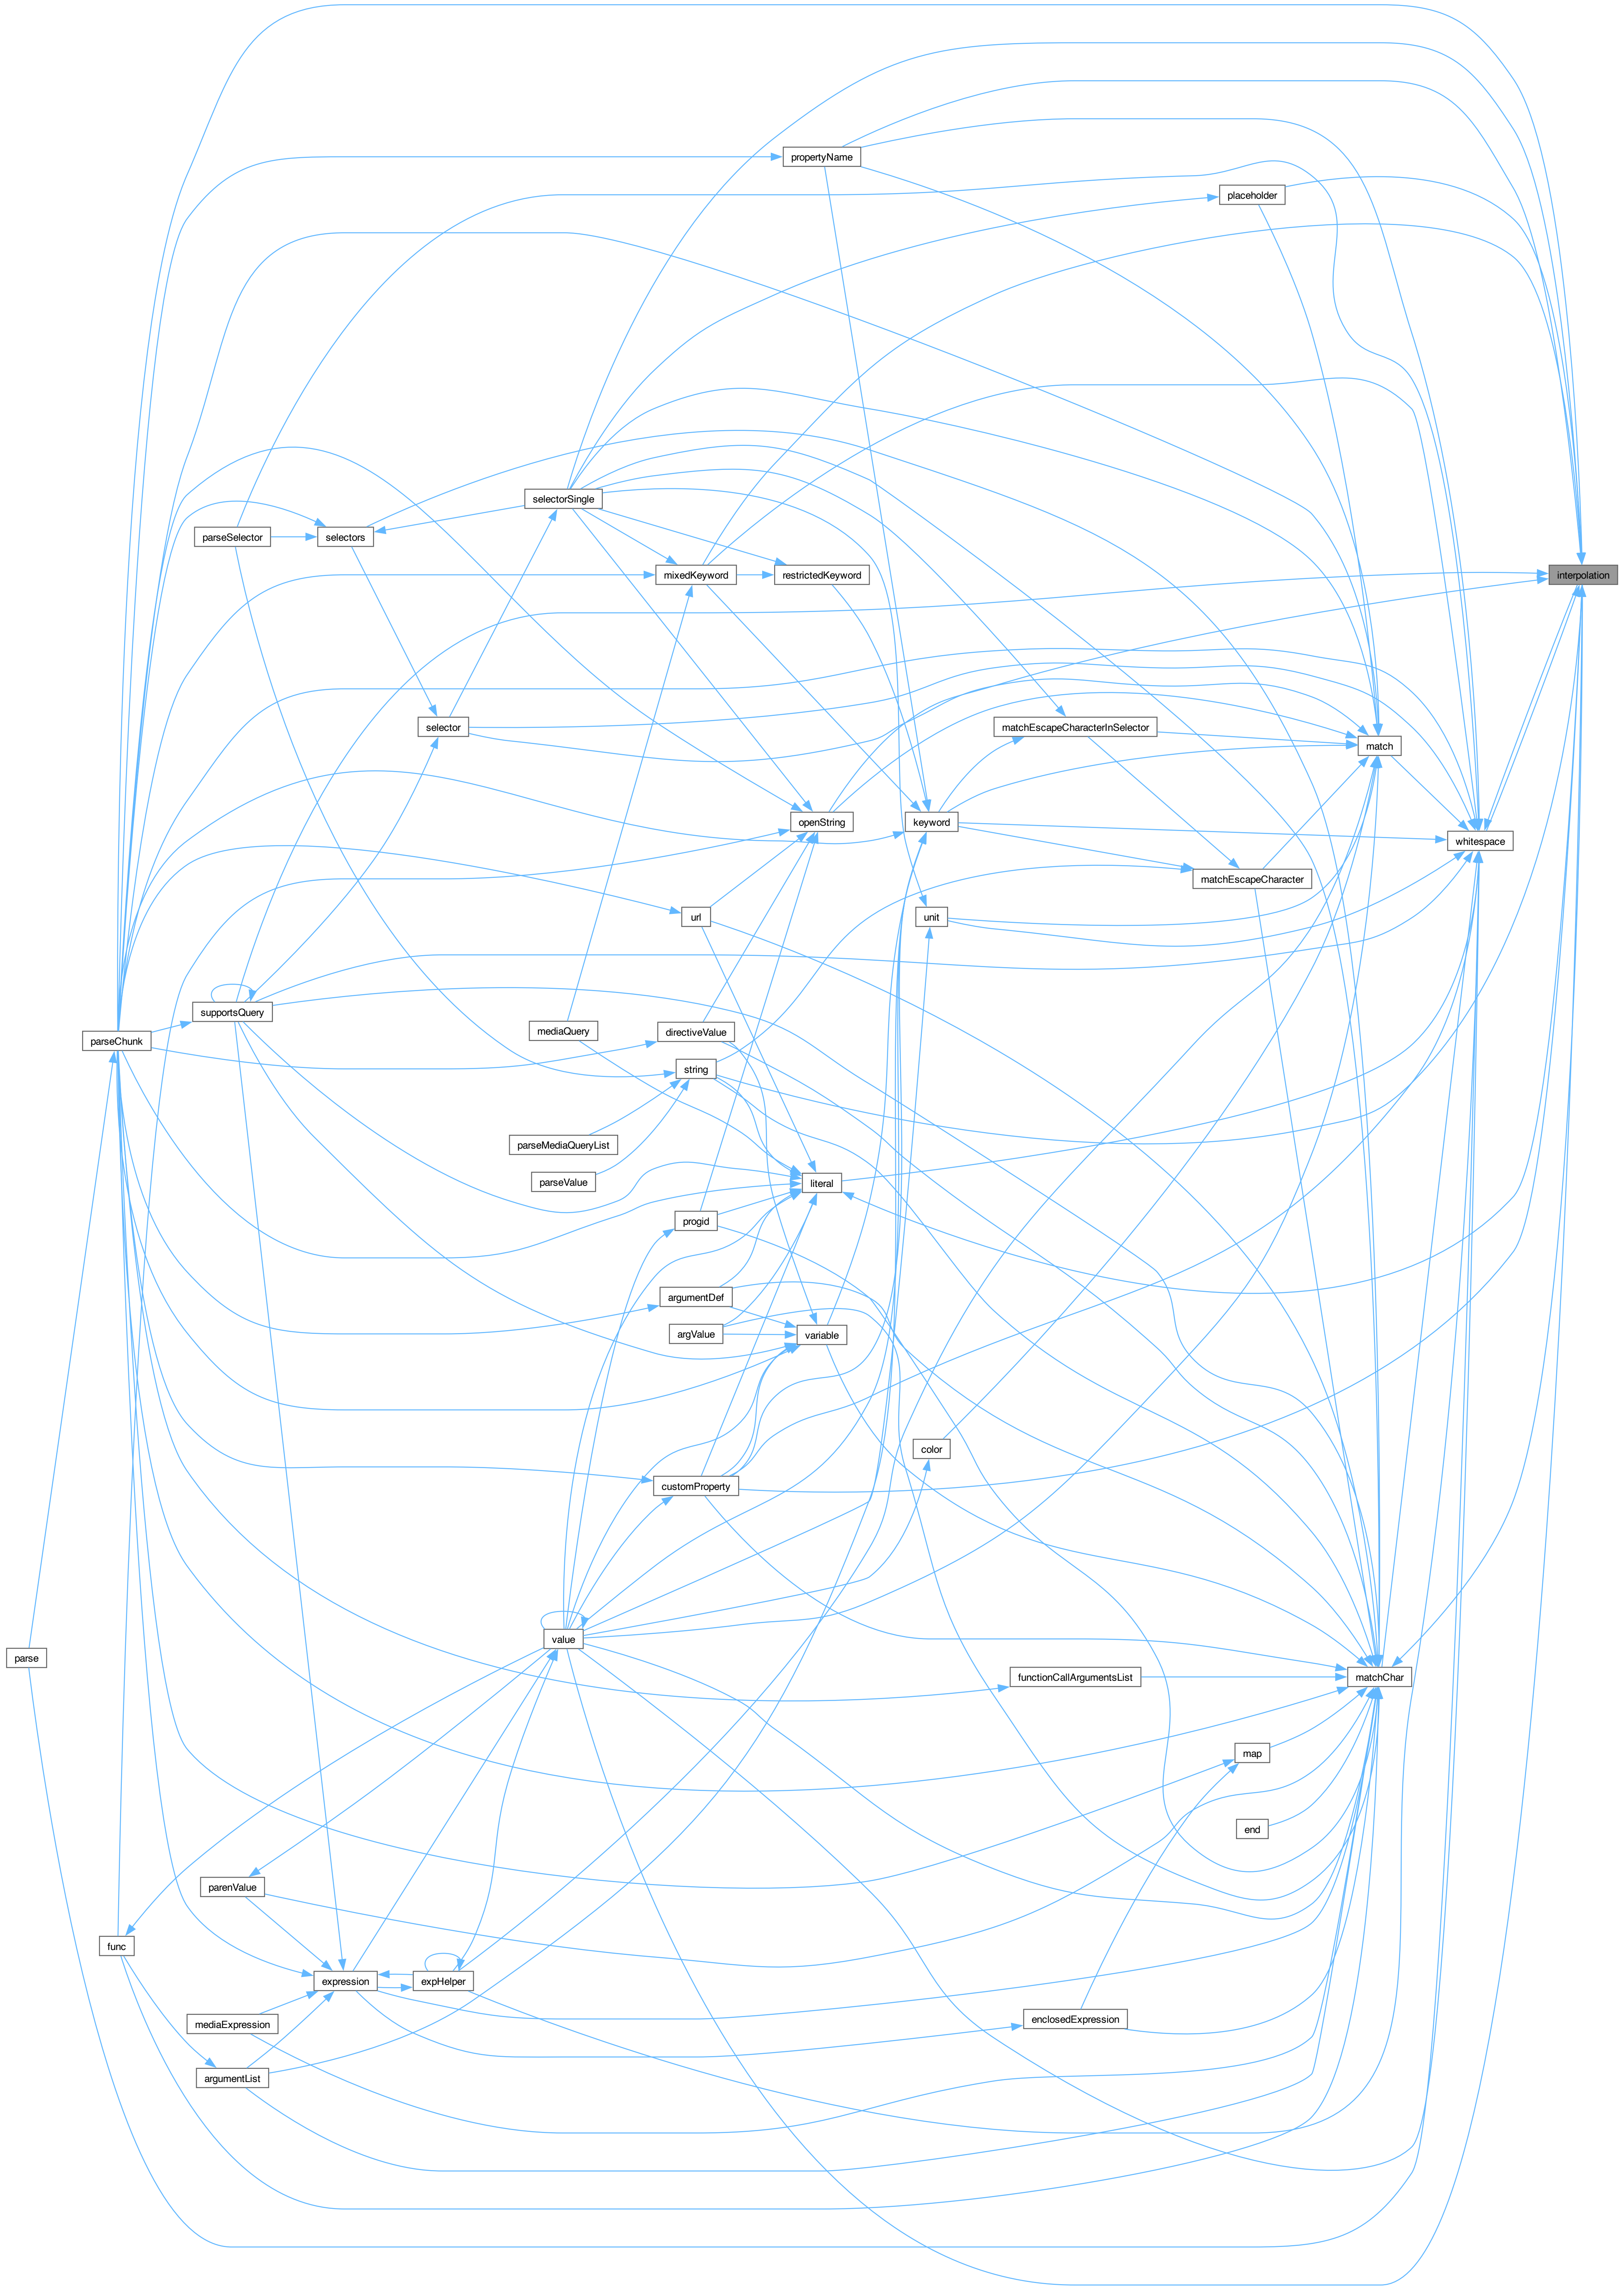 propertyName
placeholder
selectorSingle
parseSelector
selectors
mixedKeyword
restrictedKeyword
interpolation
selector
matchEscapeCharacterInSelector
match
openString
keyword
whitespace
matchEscapeCharacter
url
unit
supportsQuery
mediaQuery
directiveValue
parseChunk
string
parseMediaQueryList
parseValue
literal
progid
argumentDef
argValue
variable
color
customProperty
value
parse
functionCallArgumentsList
matchChar
map
end
parenValue
func
expression
expHelper
mediaExpression
enclosedExpression
argumentList